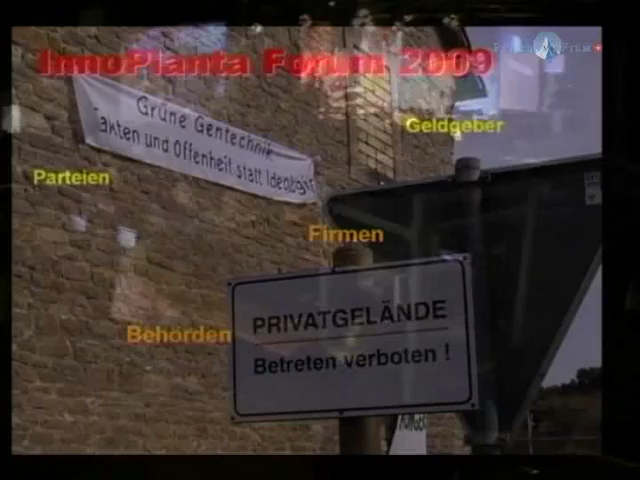 InnoPlanta Forum 2009
Grüne Gentechnik
Fakten und Offenheit statt Ideologie
Geldgeber
Parteien
Firmen
Behörden
PRIVATGELÄNDE
Betreten verboten !